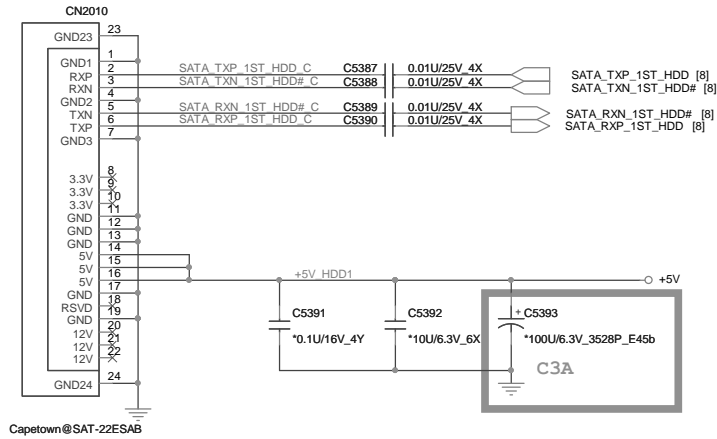 CN2010
GND23 23
GND1 1
RXP 2 SATA_TXP_1ST_HDD_C C5387 0.01U/25V_4X SATA_TXP_1ST_HDD [8]
RXN 3 SATA_TXN_1ST_HDD#_C C5388 0.01U/25V_4X SATA_TXN_1ST_HDD# [8]
GND2 4
TXN 5 SATA_RXN_1ST_HDD#_C C5389 0.01U/25V_4X SATA_RXN_1ST_HDD# [8]
TXP 6 SATA_RXP_1ST_HDD_C C5390 0.01U/25V_4X SATA_RXP_1ST_HDD [8]
GND3 7
3.3V 8
3.3V 9
3.3V 10
GND 11
GND 12
GND 13
5V 14
5V 15
5V 16 +5V_HDD1 +5V
GND 17
RSVD 18
GND 19
12V 20
12V 21
12V 22
GND24 24
C5391
*0.1U/16V_4Y
C5392
*10U/6.3V_6X
+ C5393
*100U/6.3V_3528P_E45b
C3A
Capetown@SAT-22ESAB